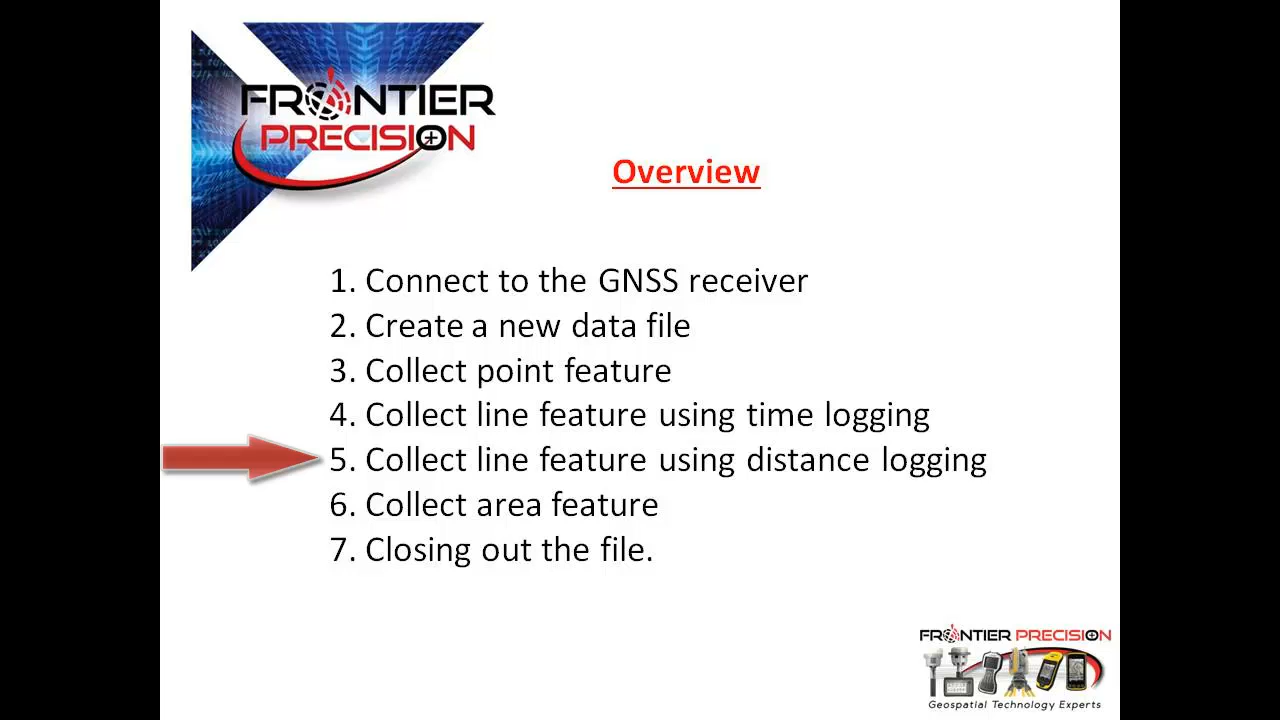 FRONTIER
PRECISION
Overview
1. Connect to the GNSS receiver
2. Create a new data file
3. Collect point feature
4. Collect line feature using time logging
5. Collect line feature using distance logging
6. Collect area feature
7. Closing out the file.
FRONTIER PRECISION
Geospatial Technology Experts